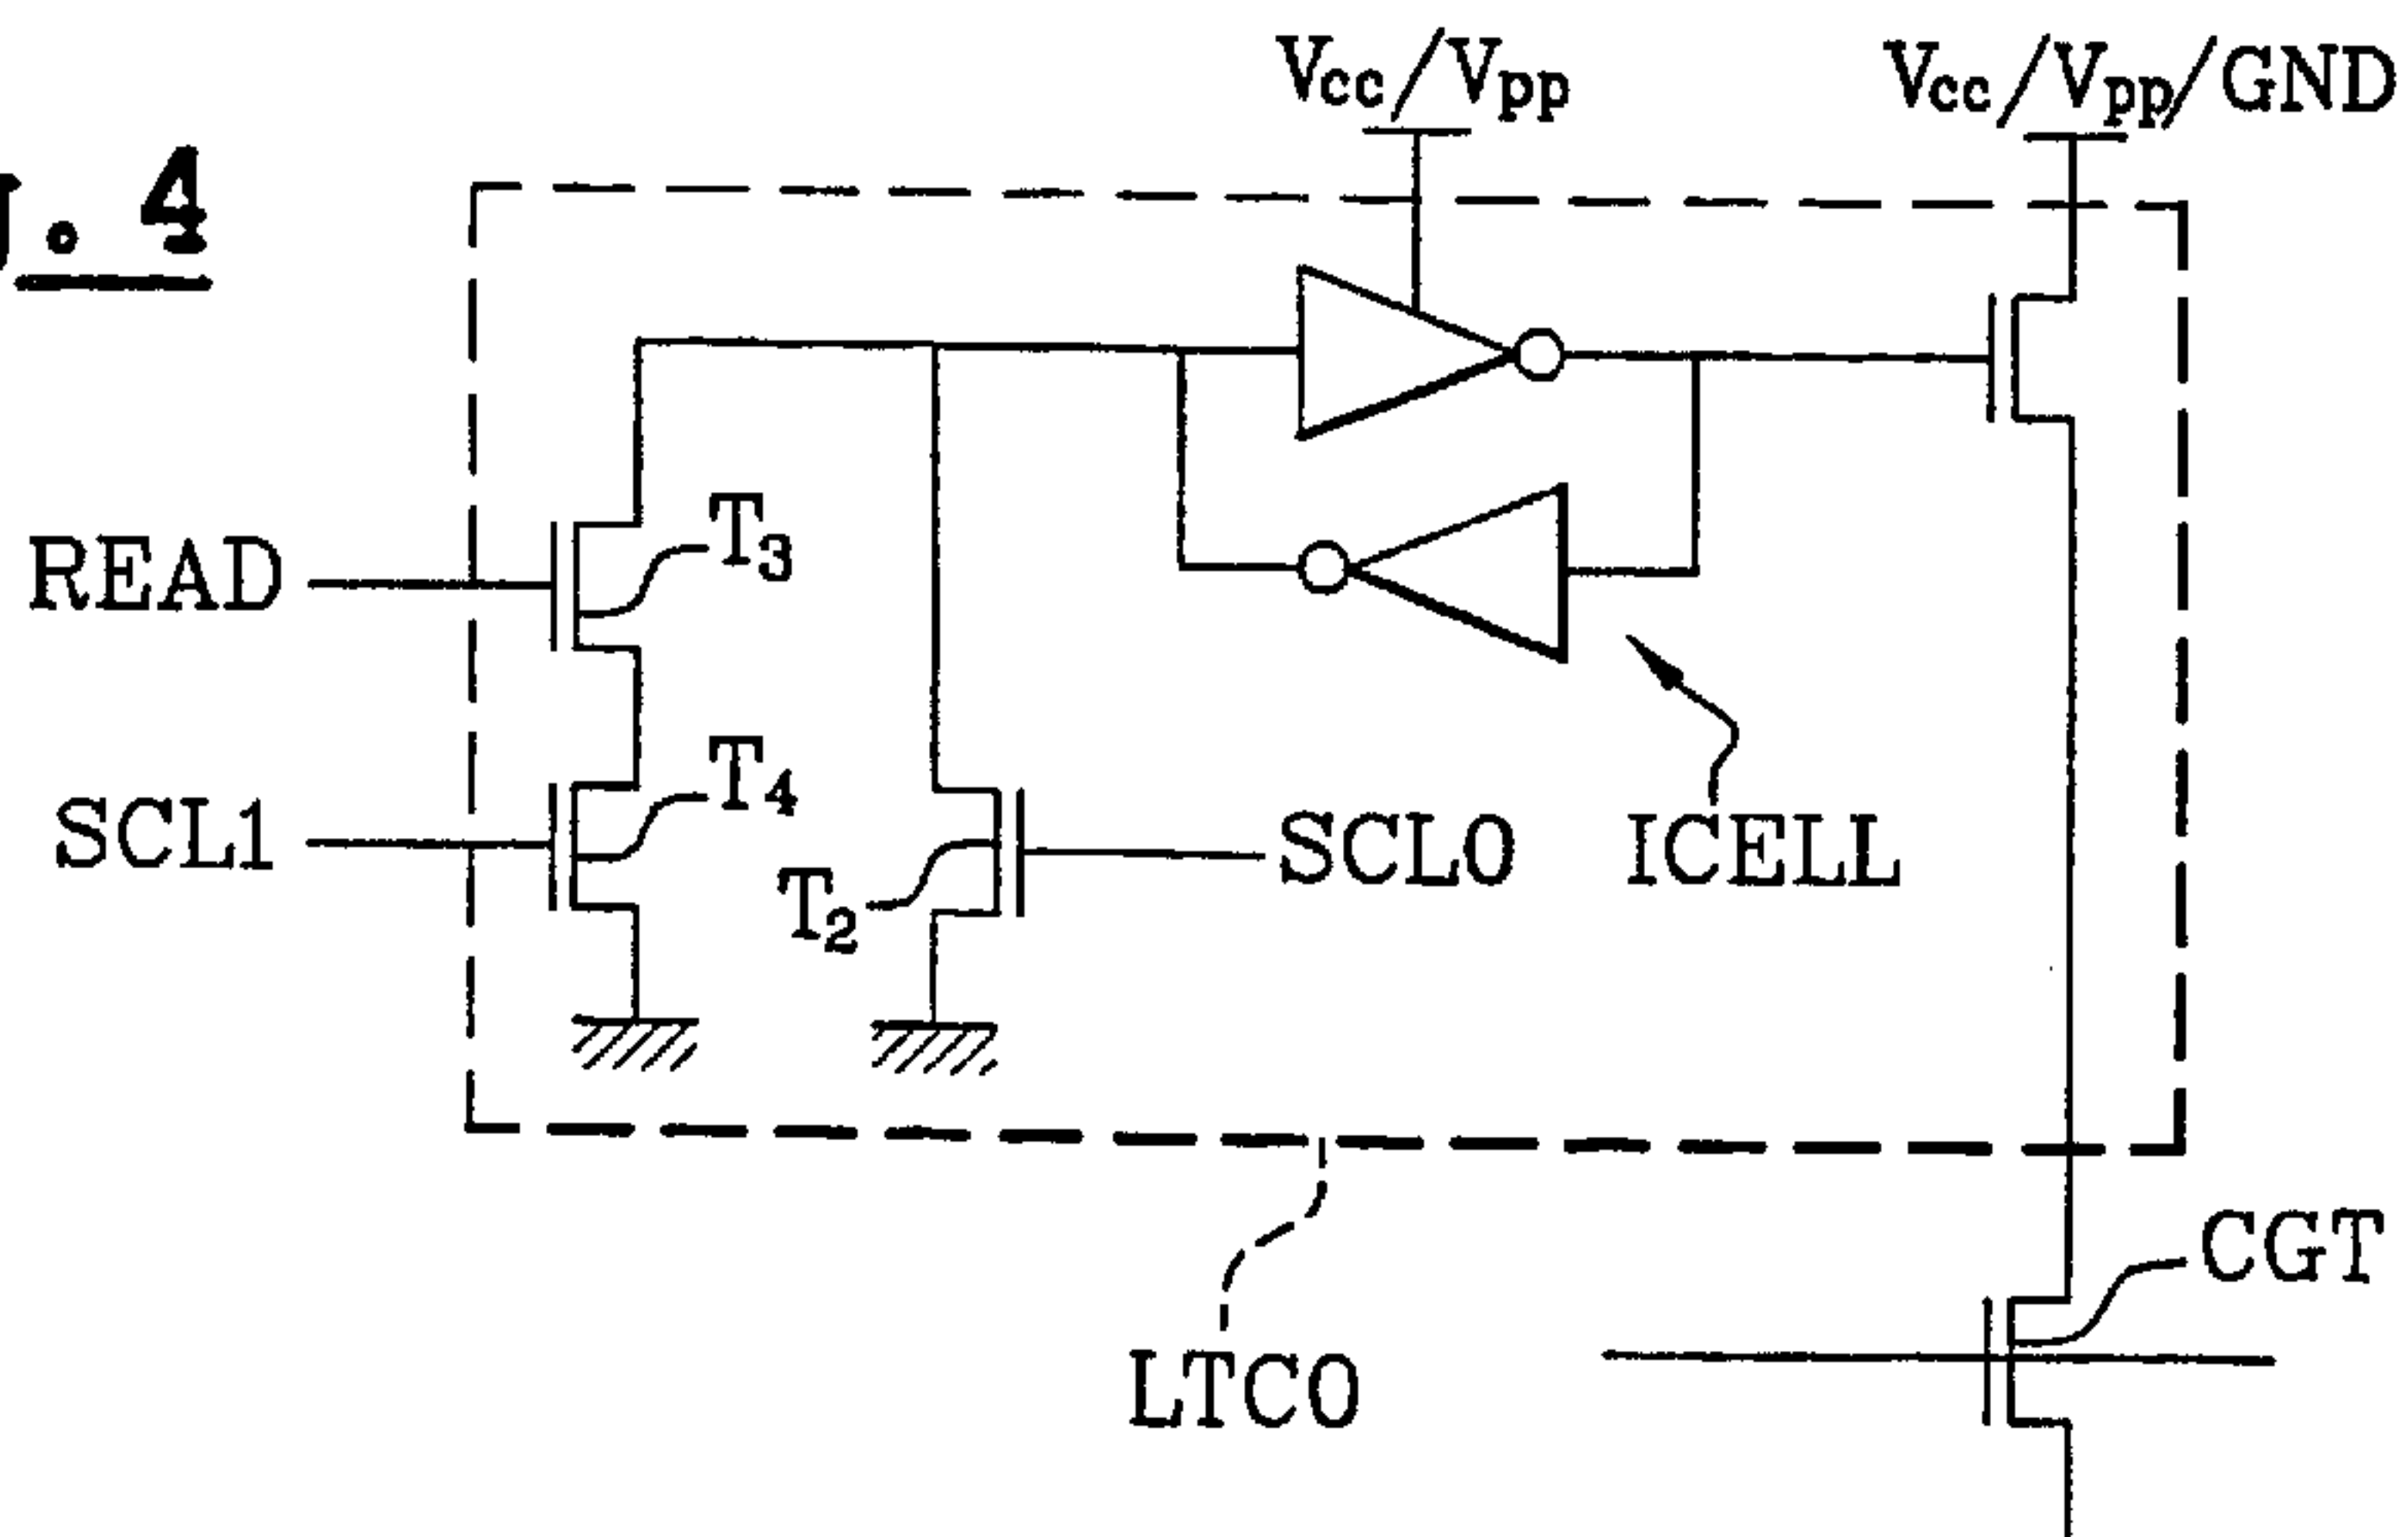 . 4
Vcc/Vpp
Vcc/Vpp/GND
READ
T3
SCL1
T4
T2
SCL0
ICELL
LTC0
CGT